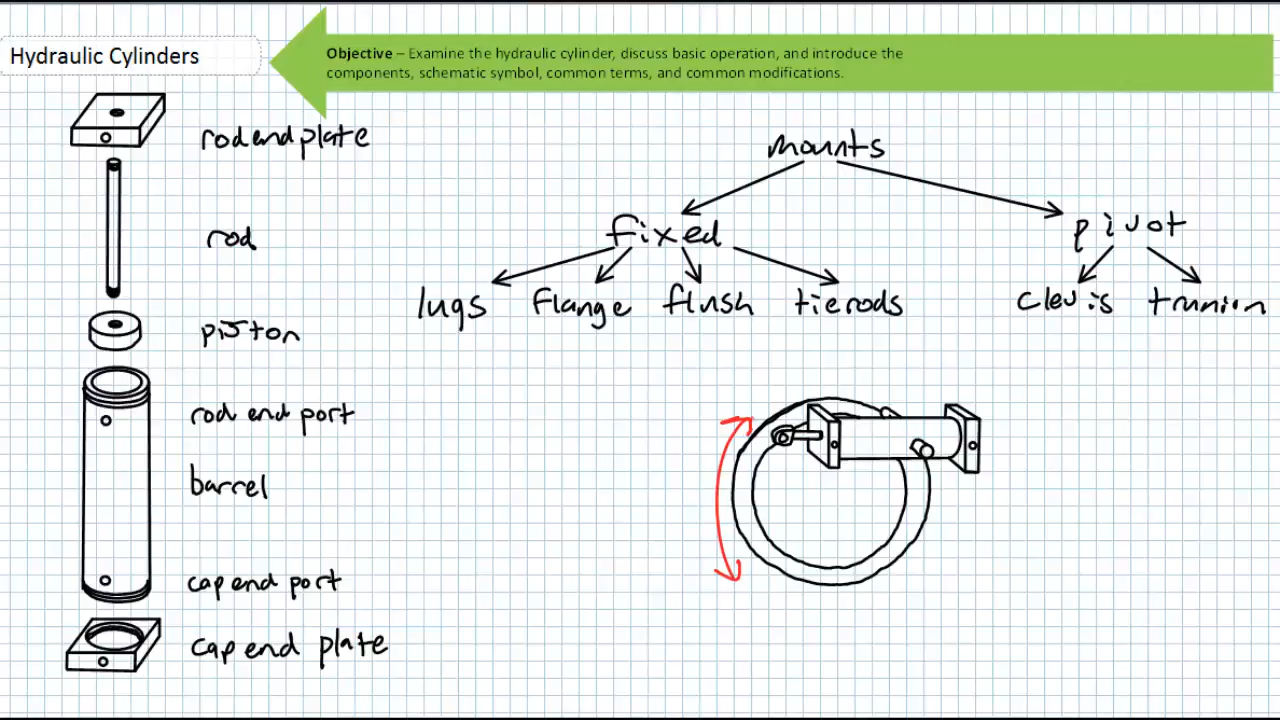 Hydraulic Cylinders
Objective – Examine the hydraulic cylinder, discuss basic operation, and introduce the
components, schematic symbol, common terms, and common modifications.
rod end plate
mounts
rod
fixed
pivot
lugs flange flush tierods
clevis trunion
piston
rod end port
barrel
cap end port
cap end plate